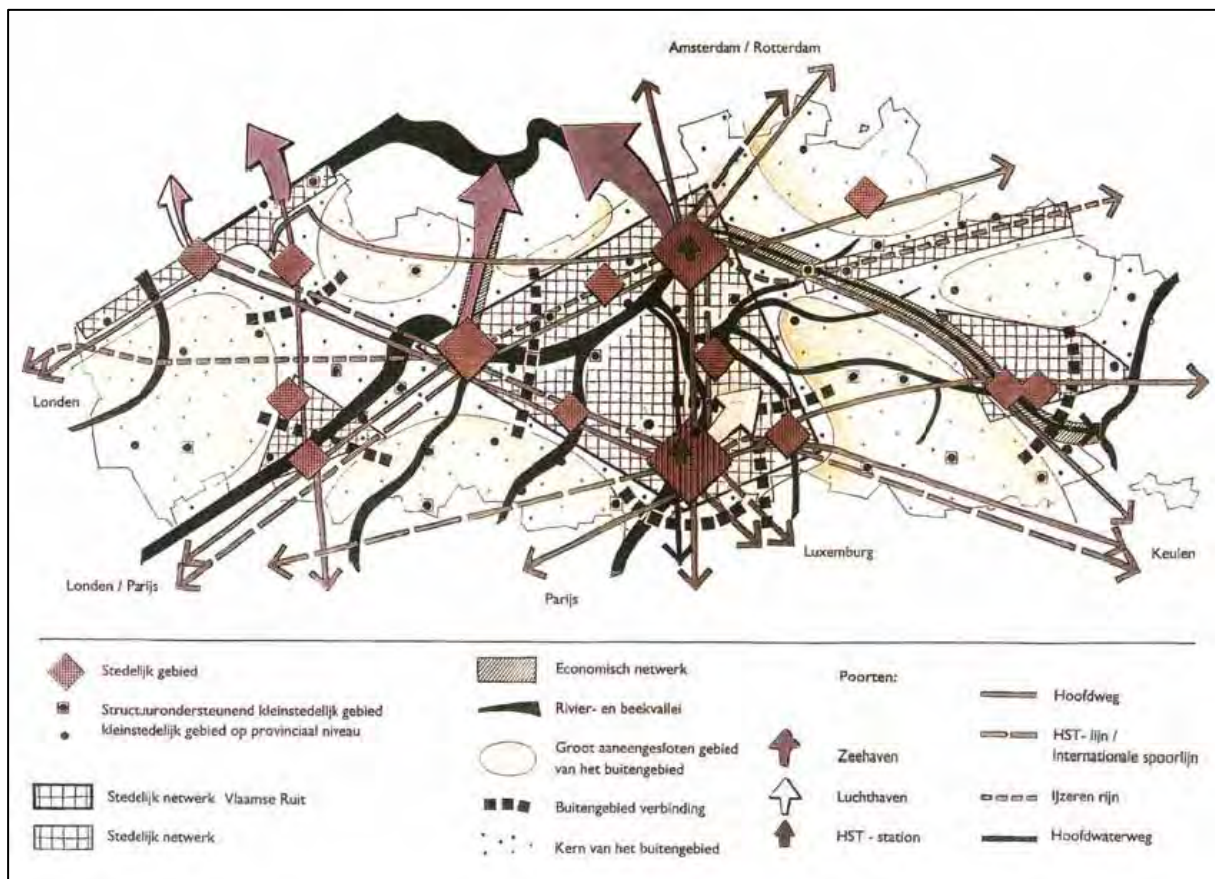 Amsterdam / Rotterdam
Londen
Londen / Parijs
Parijs
Luxemburg
Keulen
Stedelijk gebied
Structuurondersteunend kleinstedelijk gebied
kleinstedelijk gebied op provinciaal niveau
Stedelijk netwerk Vlaamse Ruit
Stedelijk netwerk
Economisch netwerk
Rivier- en beekvallei
Groot aaneengesloten gebied
van het buitengebied
Buitengebied verbinding
Kern van het buitengebied
Poorten:
Zeehaven
Luchthaven
HST - station
Hoofdweg
HST- lijn /
Internationale spoorlijn
IJzeren rijn
Hoofdwaterweg